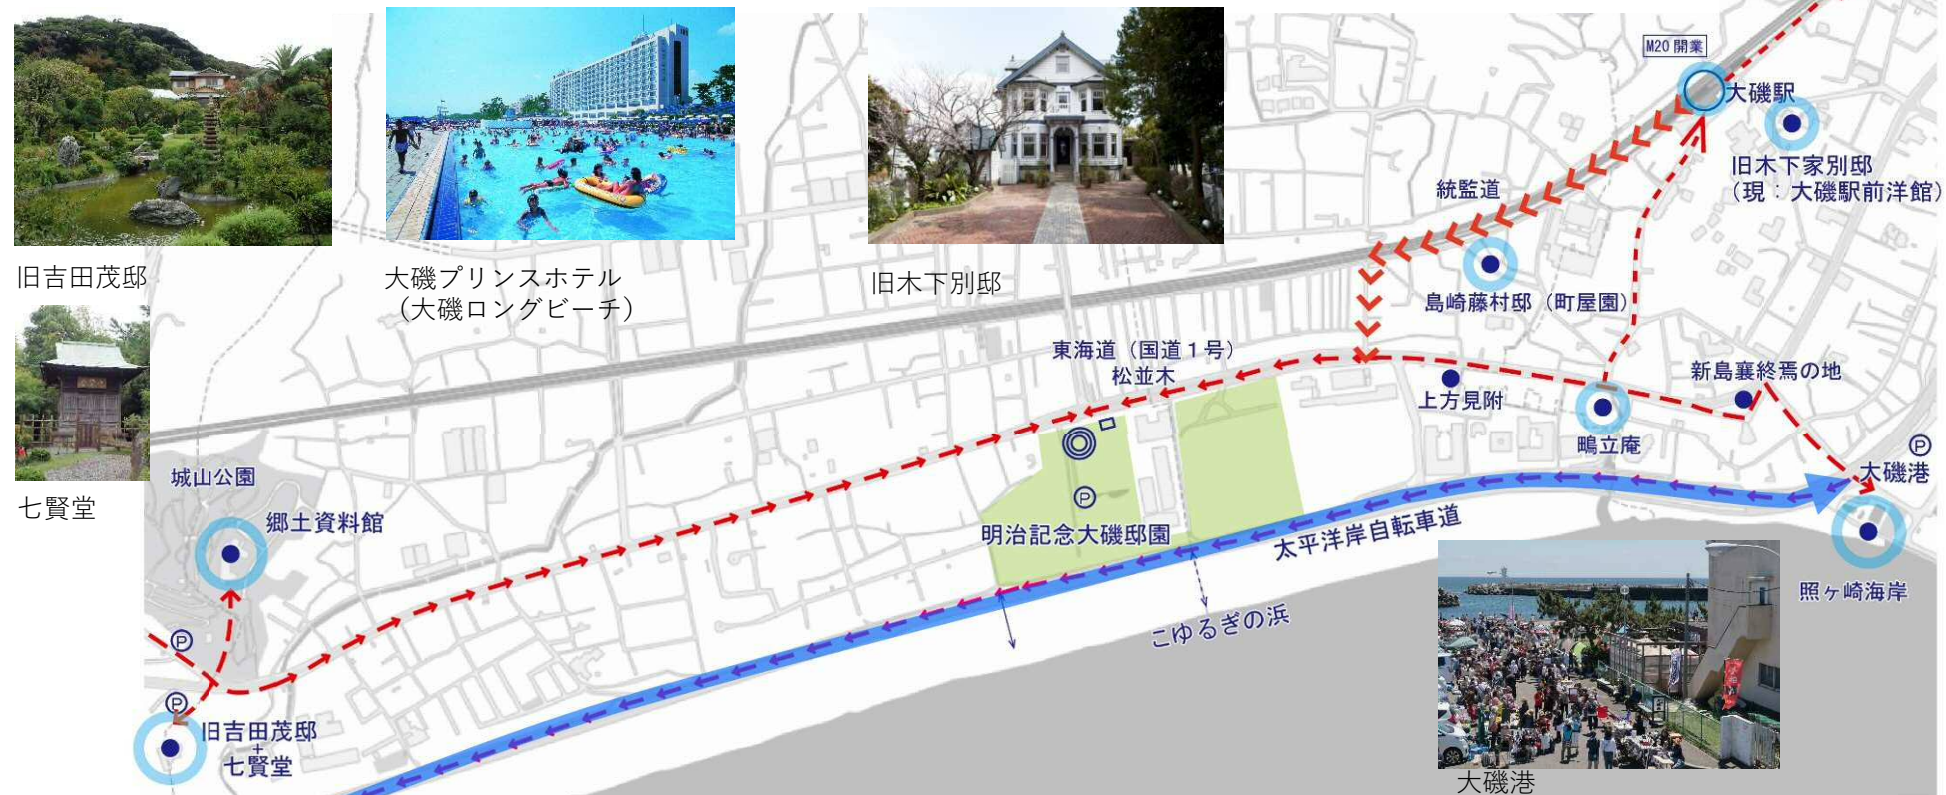 M20 開業
大磯駅
旧木下家別邸
（現：大磯駅前洋館）
統監道
島崎藤村邸（町屋園）
旧吉田茂邸
大磯プリンスホテル
（大磯ロングビーチ）
旧木下別邸
東海道（国道１号）
松並木
新島襄終焉の地
上方見附
鴫立庵
P
大磯港
城山公園
七賢堂
郷土資料館
P
明治記念大磯邸園
太平洋岸自転車道
照ヶ崎海岸
こゆるぎの浜
P
P
旧吉田茂邸
+
七賢堂
大磯港